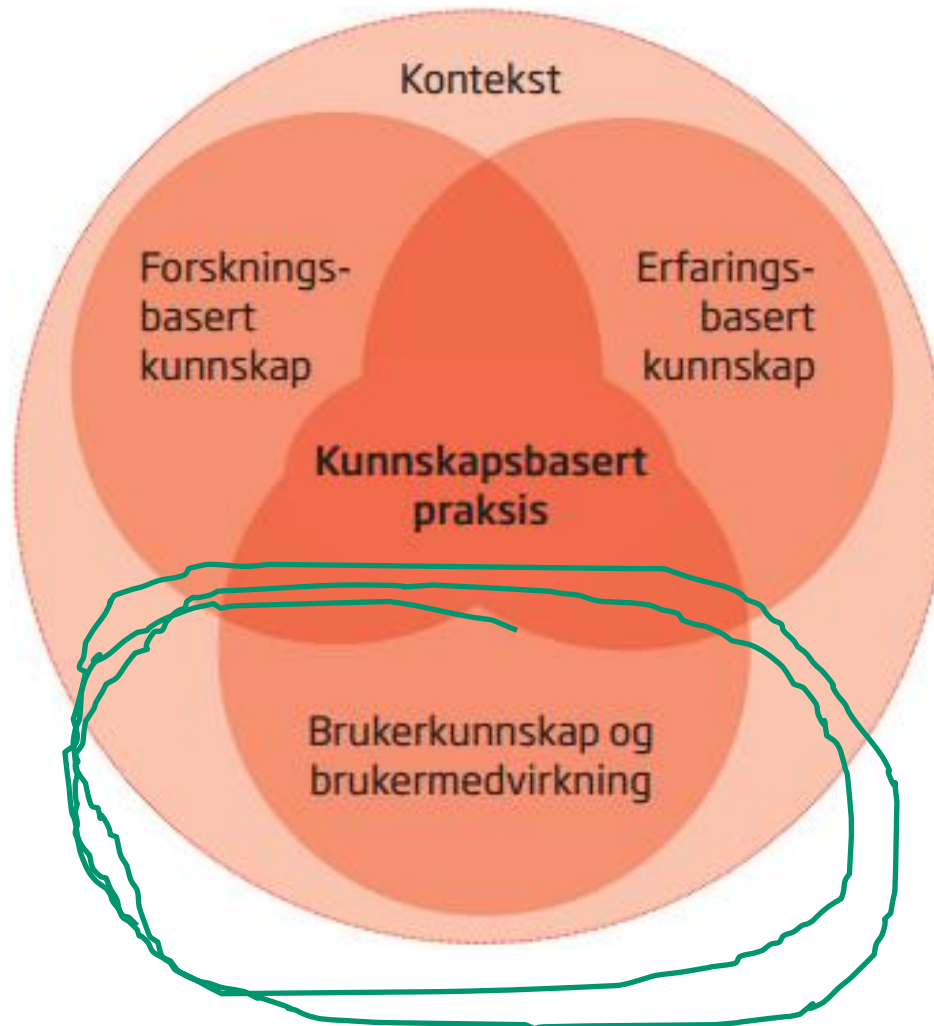 Kontekst
Forsknings-
basert
kunnskap
Erfarings-
basert
kunnskap
Kunnskapsbasert
praksis
Brukerkunnskap og
brukermedvirkning